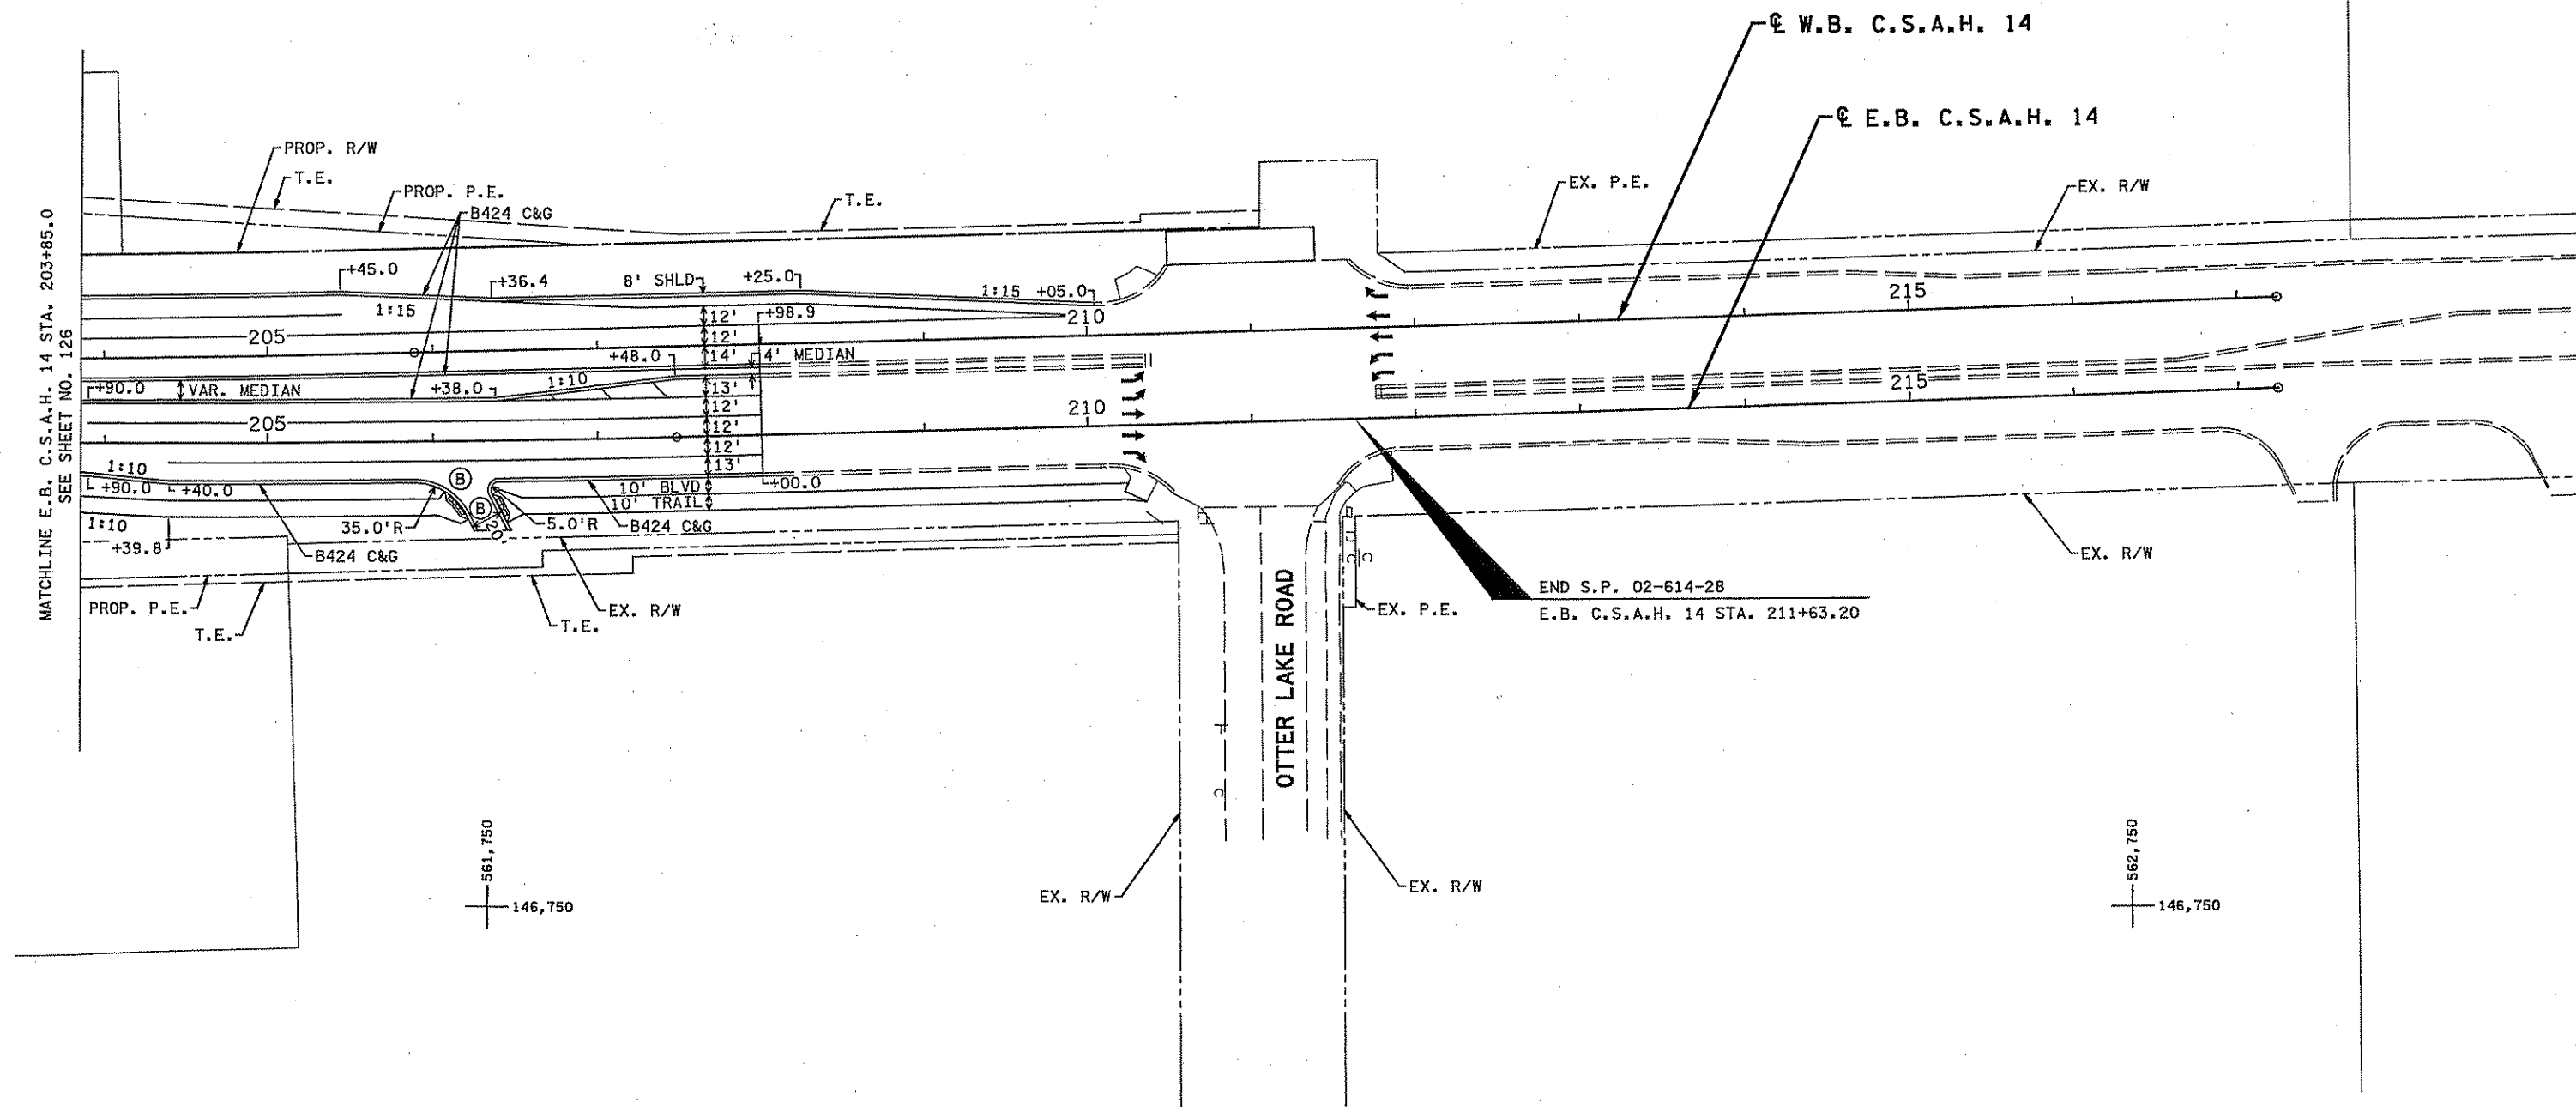 ℄ W.B. C.S.A.H. 14
℄ E.B. C.S.A.H. 14
PROP. R/W
T.E.
PROP. P.E.
B424 C&G
T.E.
EX. P.E.
EX. R/W
MATCHLINE E.B. C.S.A.H. 14 STA. 203+85.0
SEE SHEET NO. 126
+45.0
+36.4
8' SHLD
+25.0
1:15
+05.0
1:15
12'
+98.9
210
215
205
12'
+48.0
14'
4' MEDIAN
+90.0
VAR. MEDIAN
+38.0
1:10
13'
12'
210
215
205
12'
12'
13'
1:10
+90.0
+40.0
B
B
10' BLVD
+00.0
10' TRAIL
1:10
+39.8
35.0'R
20'
5.0'R
B424 C&G
B424 C&G
PROP. P.E.
T.E.
EX. R/W
T.E.
OTTER LAKE ROAD
C
C
C
EX. P.E.
END S.P. 02-614-28
E.B. C.S.A.H. 14 STA. 211+63.20
EX. R/W
561,750
146,750
EX. R/W
EX. R/W
562,750
146,750